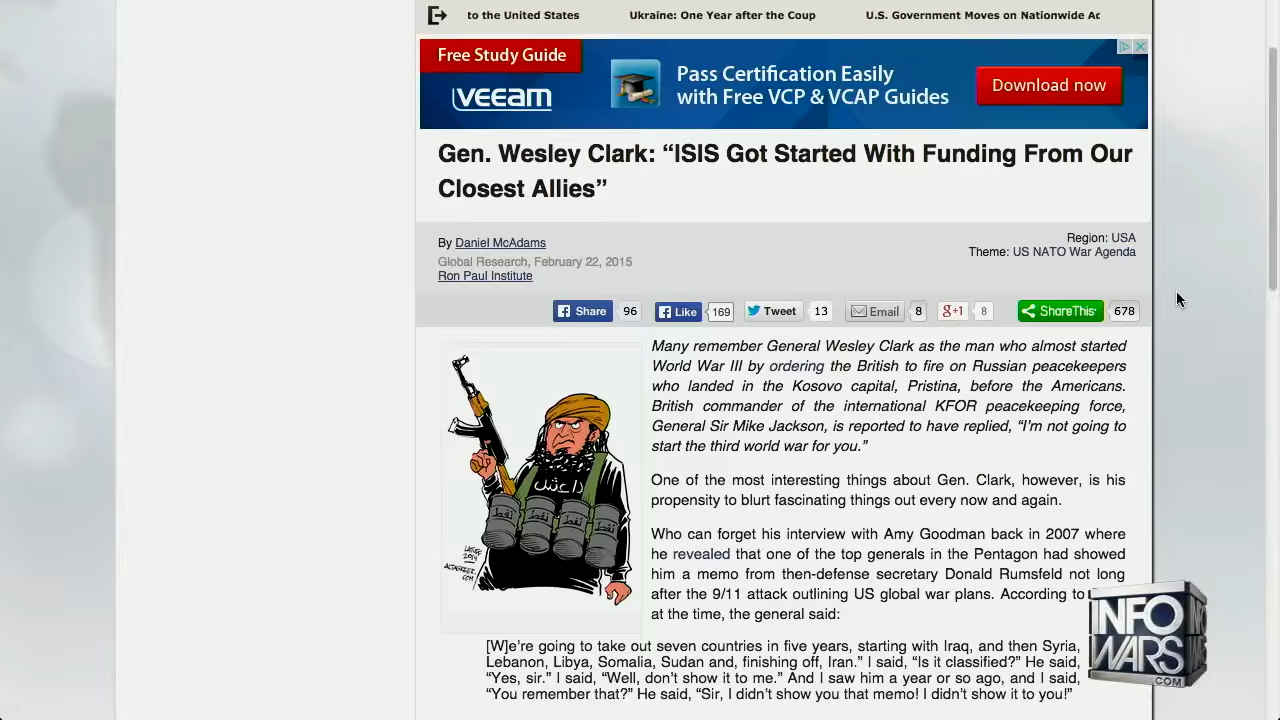 to the United States
Ukraine: One Year after the Coup
U.S. Government Moves on Nationwide Ac
Free Study Guide
veeam
Pass Certification Easily
with Free VCP & VCAP Guides
Download now
Gen. Wesley Clark: “ISIS Got Started With Funding From Our
Closest Allies”
By Daniel McAdams
Global Research, February 22, 2015
Ron Paul Institute
Region: USA
Theme: US NATO War Agenda
Share 96
Like 169
Tweet 13
Email 8
g+1 8
ShareThis 678
Many remember General Wesley Clark as the man who almost started
World War III by ordering the British to fire on Russian peacekeepers
who landed in the Kosovo capital, Pristina, before the Americans.
British commander of the international KFOR peacekeeping force,
General Sir Mike Jackson, is reported to have replied, “I’m not going to
start the third world war for you.”
One of the most interesting things about Gen. Clark, however, is his
propensity to blurt fascinating things out every now and again.
Who can forget his interview with Amy Goodman back in 2007 where
he revealed that one of the top generals in the Pentagon had showed
him a memo from then-defense secretary Donald Rumsfeld not long
after the 9/11 attack outlining US global war plans. According to
at the time, the general said:
داعش
نفط
نفط
نفط
نفط
LATUFF
2014
[W]e’re going to take out seven countries in five years, starting with Iraq, and then Syria,
Lebanon, Libya, Somalia, Sudan and, finishing off, Iran.” I said, “Is it classified?” He said,
“Yes, sir.” I said, “Well, don’t show it to me.” And I saw him a year or so ago, and I said,
“You remember that?” He said, “Sir, I didn’t show you that memo! I didn’t show it to you!”
INFO
WARS
.COM